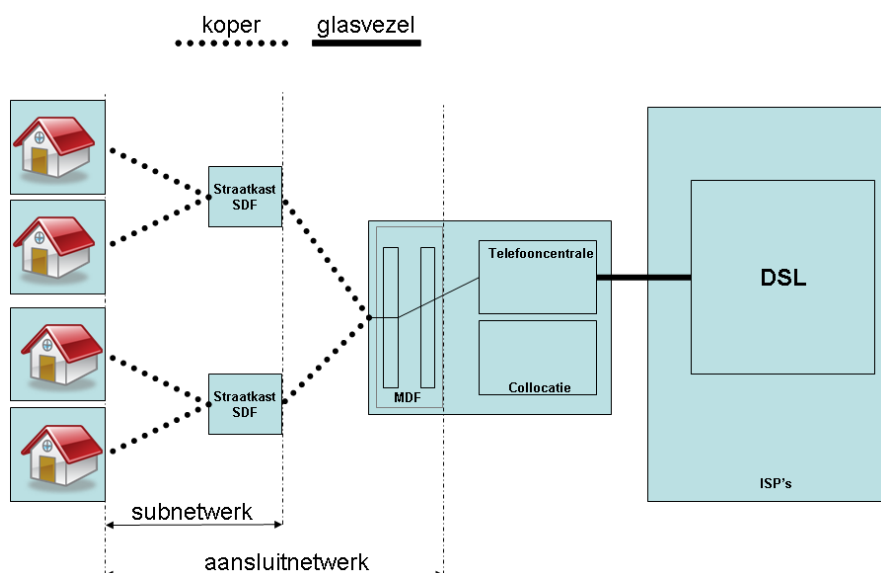 koper
glasvezel
Straatkast
SDF
Telefooncentrale
DSL
Straatkast
SDF
Collocatie
MDF
ISP's
subnetwerk
aansluitnetwerk